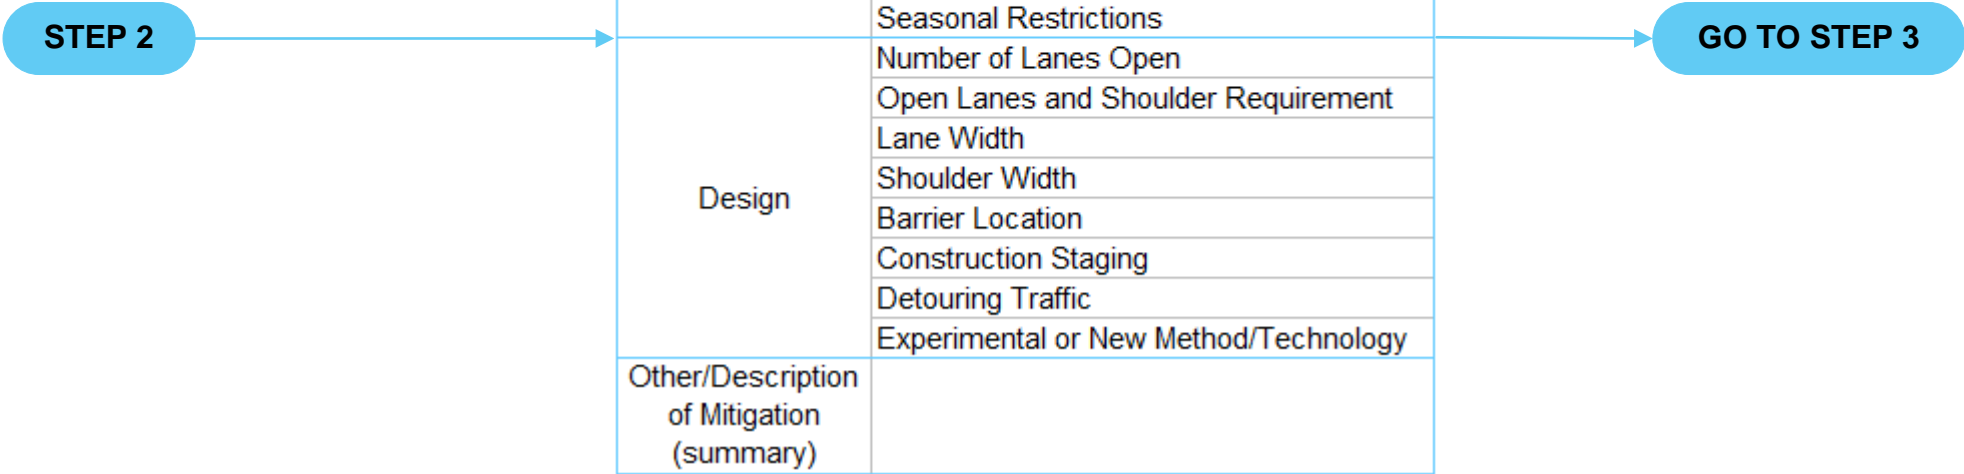 STEP 2
Seasonal Restrictions
GO TO STEP 3
Design
Number of Lanes Open
Open Lanes and Shoulder Requirement
Lane Width
Shoulder Width
Barrier Location
Construction Staging
Detouring Traffic
Experimental or New Method/Technology
Other/Description
of Mitigation
(summary)